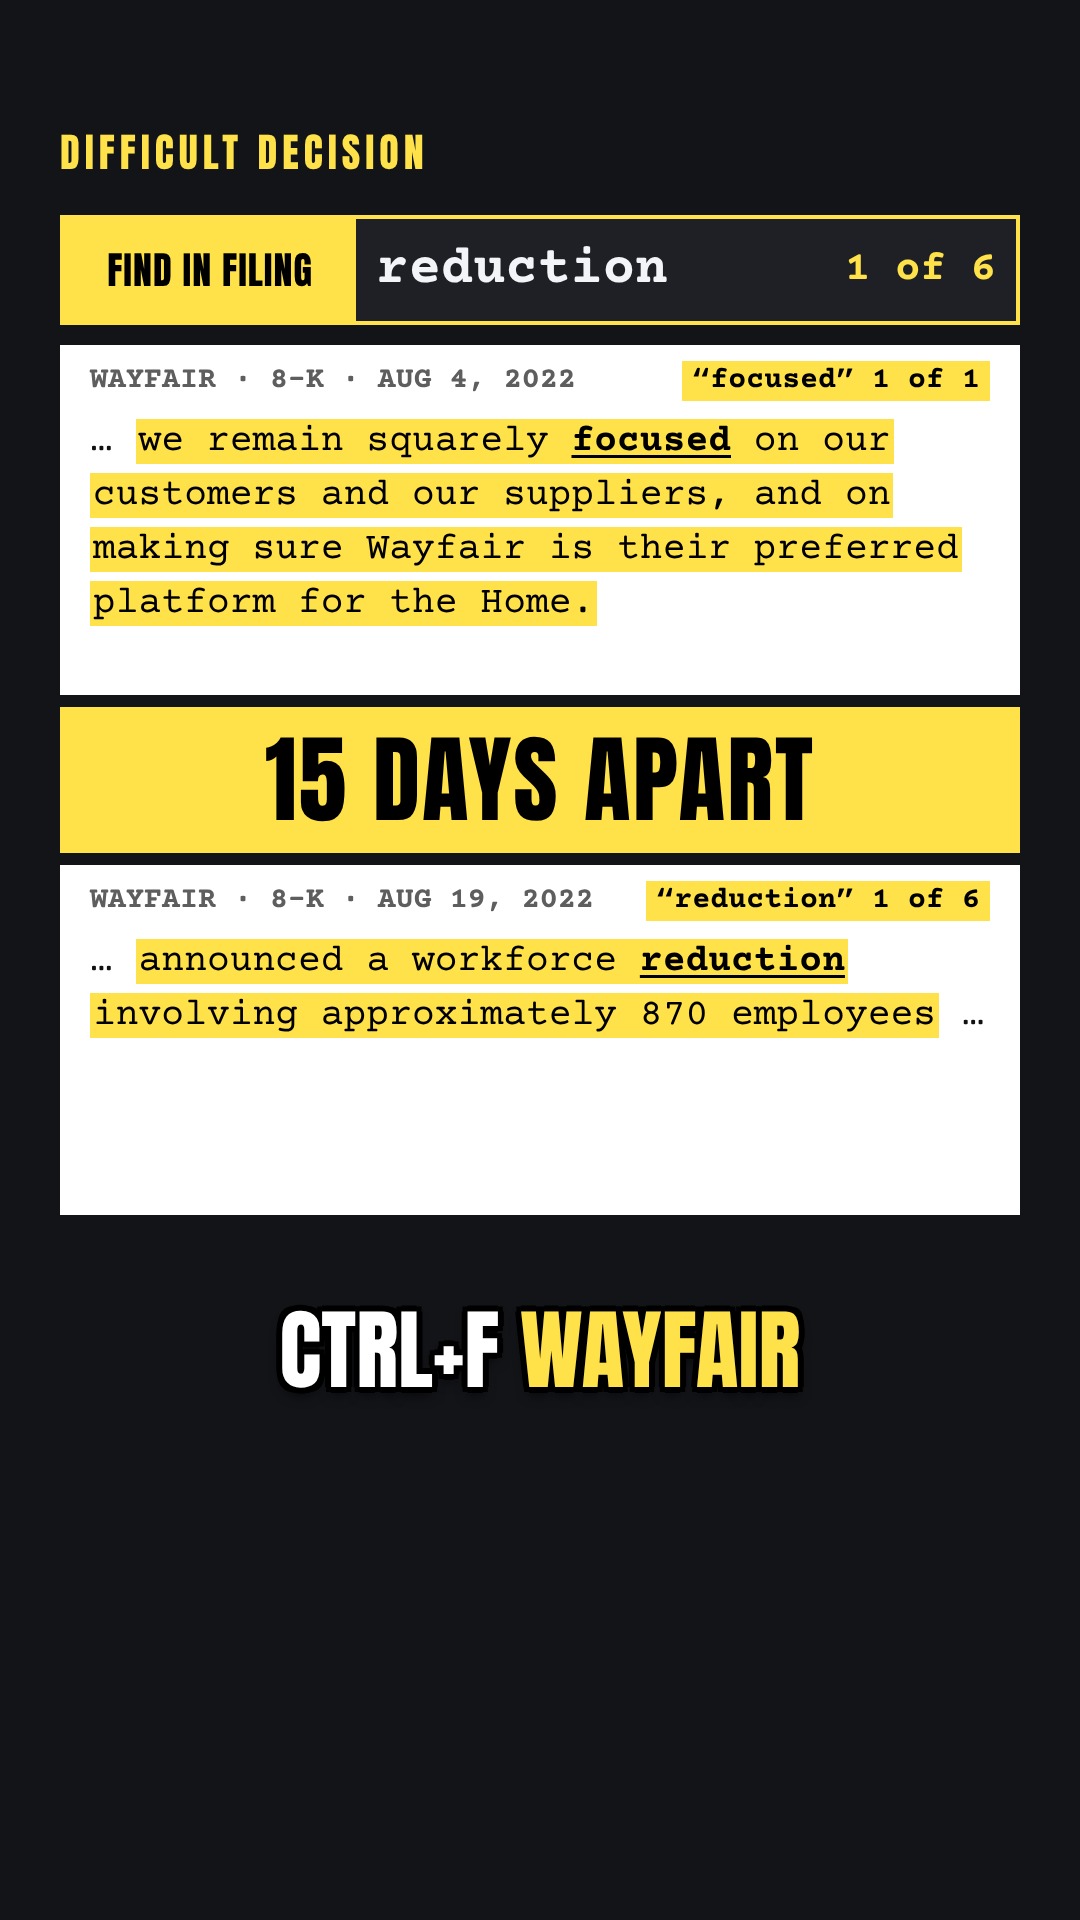 DIFFICULT DECISION
FIND IN FILING reduction 1 of 6
WAYFAIR · 8-K · AUG 4, 2022 “focused” 1 of 1
… we remain squarely focused on our
customers and our suppliers, and on
making sure Wayfair is their preferred
platform for the Home.
15 DAYS APART
WAYFAIR · 8-K · AUG 19, 2022 “reduction” 1 of 6
… announced a workforce reduction
involving approximately 870 employees …
CTRL+F WAYFAIR